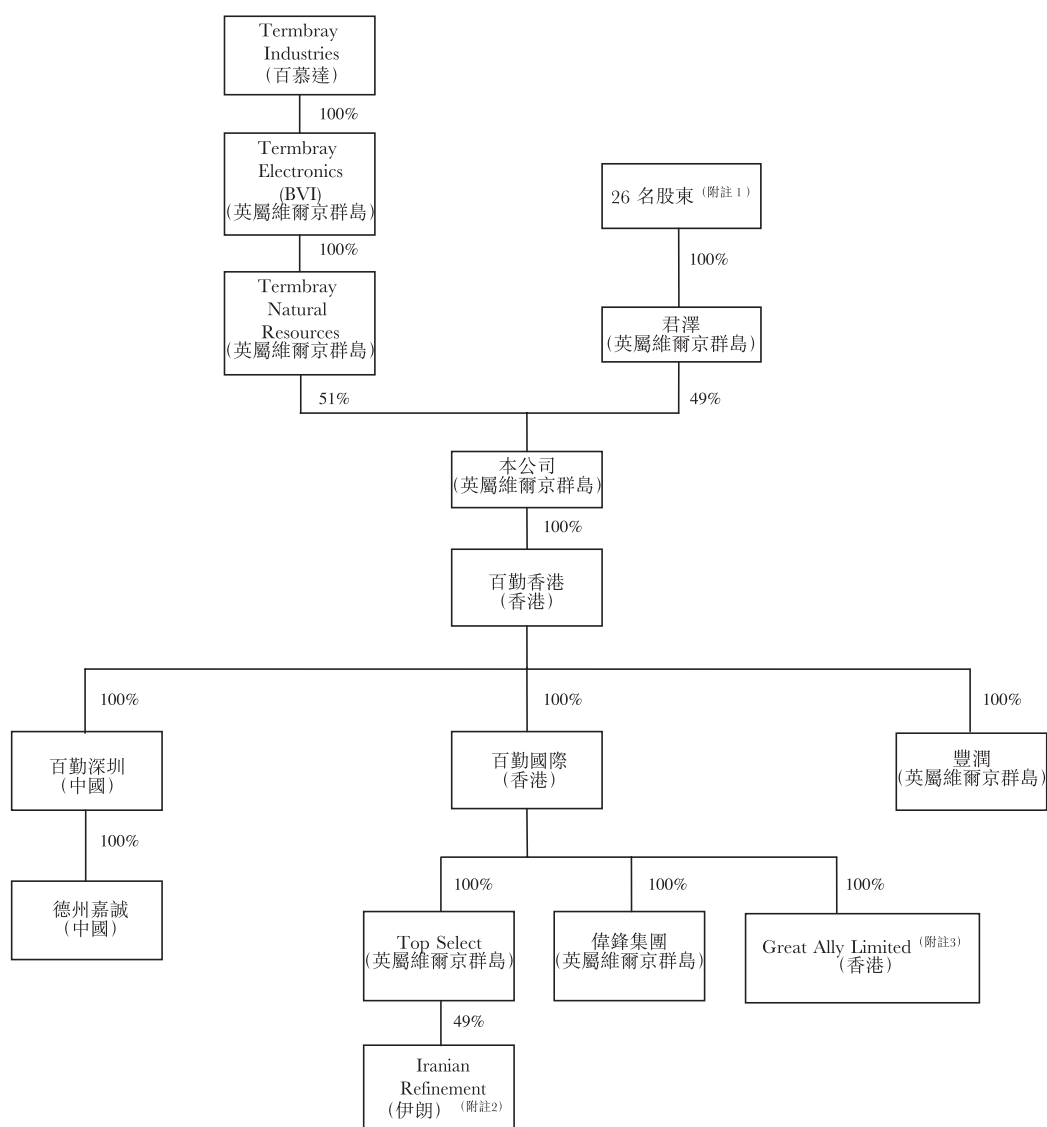 Termbray
Industries
(百慕達)
100%
Termbray
Electronics
(BVI)
(英屬維爾京群島)
26 名股東 (附註 1)
100%
100%
Termbray
Natural
Resources
(英屬維爾京群島)
君澤
(英屬維爾京群島)
51%
49%
本公司
(英屬維爾京群島)
100%
百勤香港
(香港)
100%
100%
100%
百勤深圳
(中國)
百勤國際
(香港)
豐潤
(英屬維爾京群島)
100%
100%
100%
100%
德州嘉誠
(中國)
Top Select
(英屬維爾京群島)
偉鋒集團
(英屬維爾京群島)
Great Ally Limited (附註3)
(香港)
49%
Iranian
Refinement
(伊朗) (附註2)